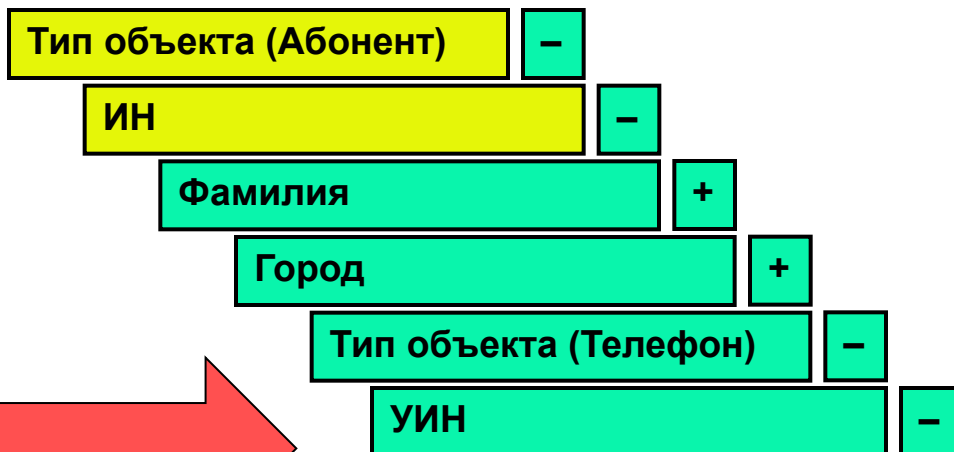 Тип объекта (Абонент) –
ИН –
Фамилия +
Город +
Тип объекта (Телефон) –
УИН –